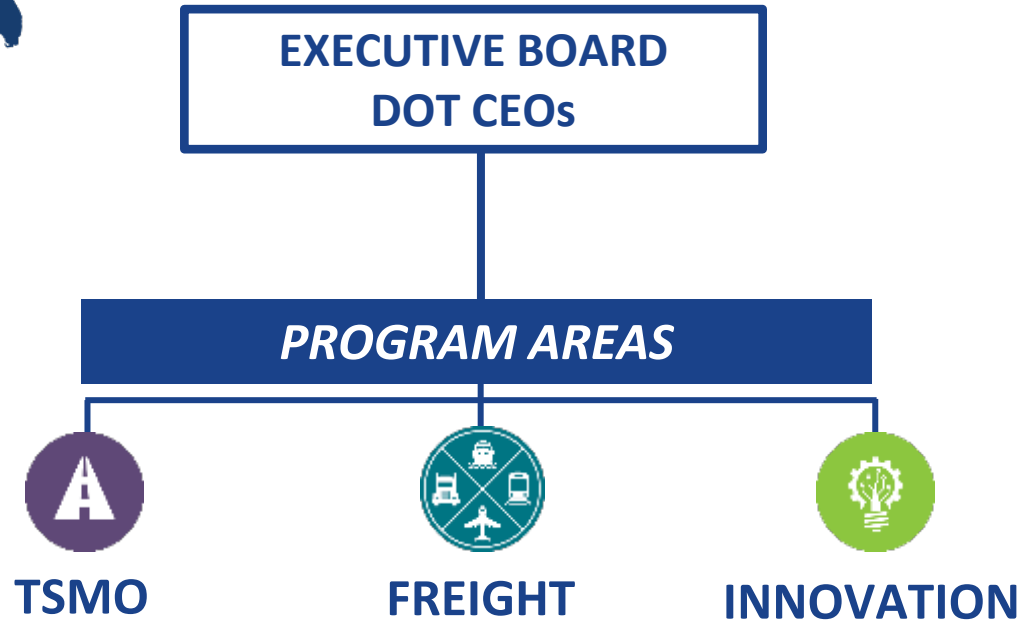 EXECUTIVE BOARD
DOT CEOs
PROGRAM AREAS
TSMO
FREIGHT
INNOVATION